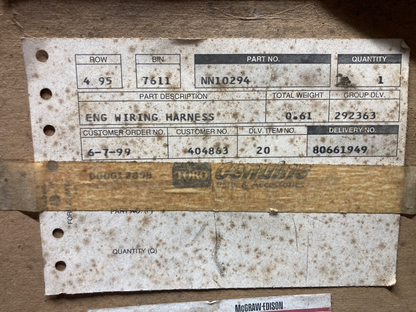 ROW BIN PART NO. QUANTITY
4 95 7611 NN10294 1
PART DESCRIPTION TOTAL WEIGHT GROUP DLV.
ENG WIRING HARNESS 0.61 292363
CUSTOMER ORDER NO. CUSTOMER NO. DLV. ITEM NO. DELIVERY NO.
6-7-99 404863 20 80661949
TORO Genuine
Parts & Accessories
PART NO. (P)
QUANTITY (Q)
McGRAW-EDISON